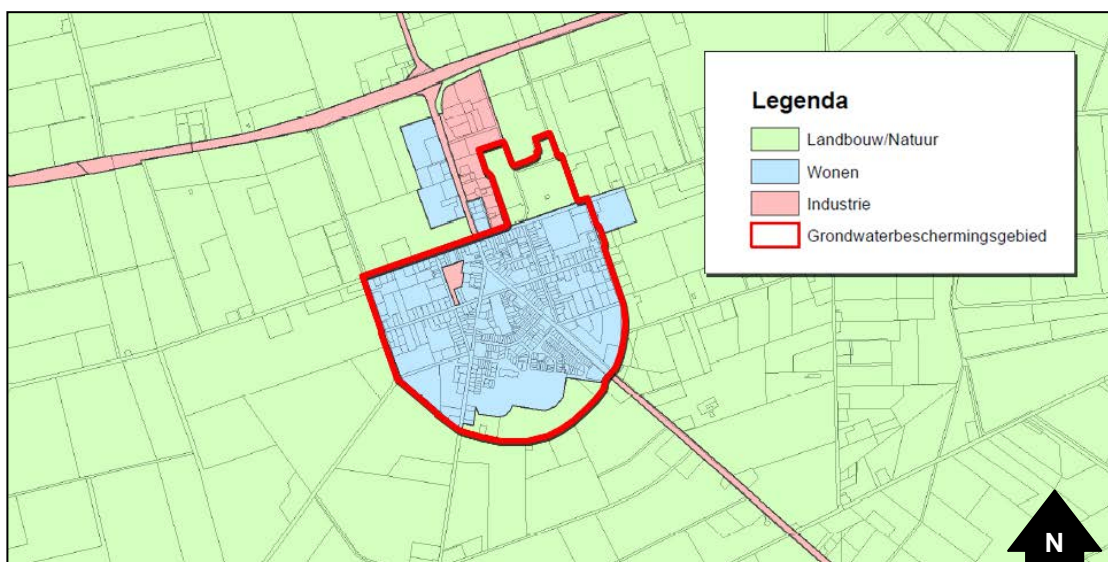 Legenda
Landbouw/Natuur
Wonen
Industrie
Grondwaterbeschermingsgebied
N